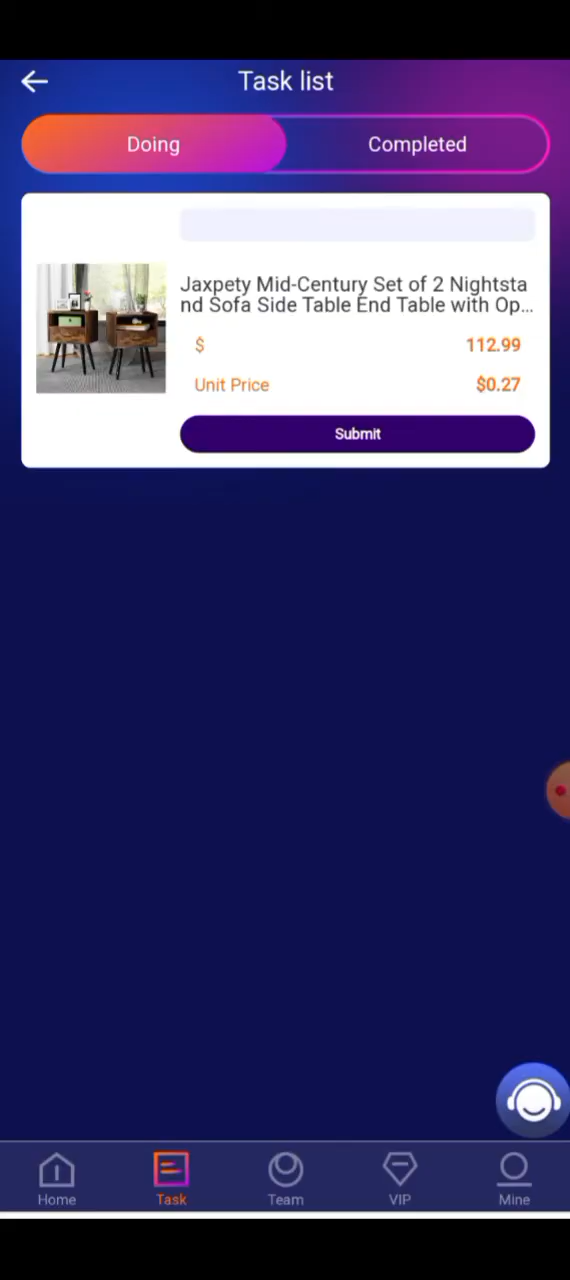 Task list
Doing
Completed
Jaxpety Mid-Century Set of 2 Nightsta
nd Sofa Side Table End Table with Op...
$ 112.99
Unit Price $0.27
Submit
Home Task Team VIP Mine